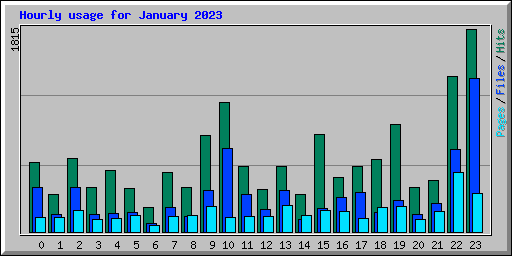 Hourly usage for January 2023
1815
Pages/Files/Hits
0 1 2 3 4 5 6 7 8 9 10 11 12 13 14 15 16 17 18 19 20 21 22 23